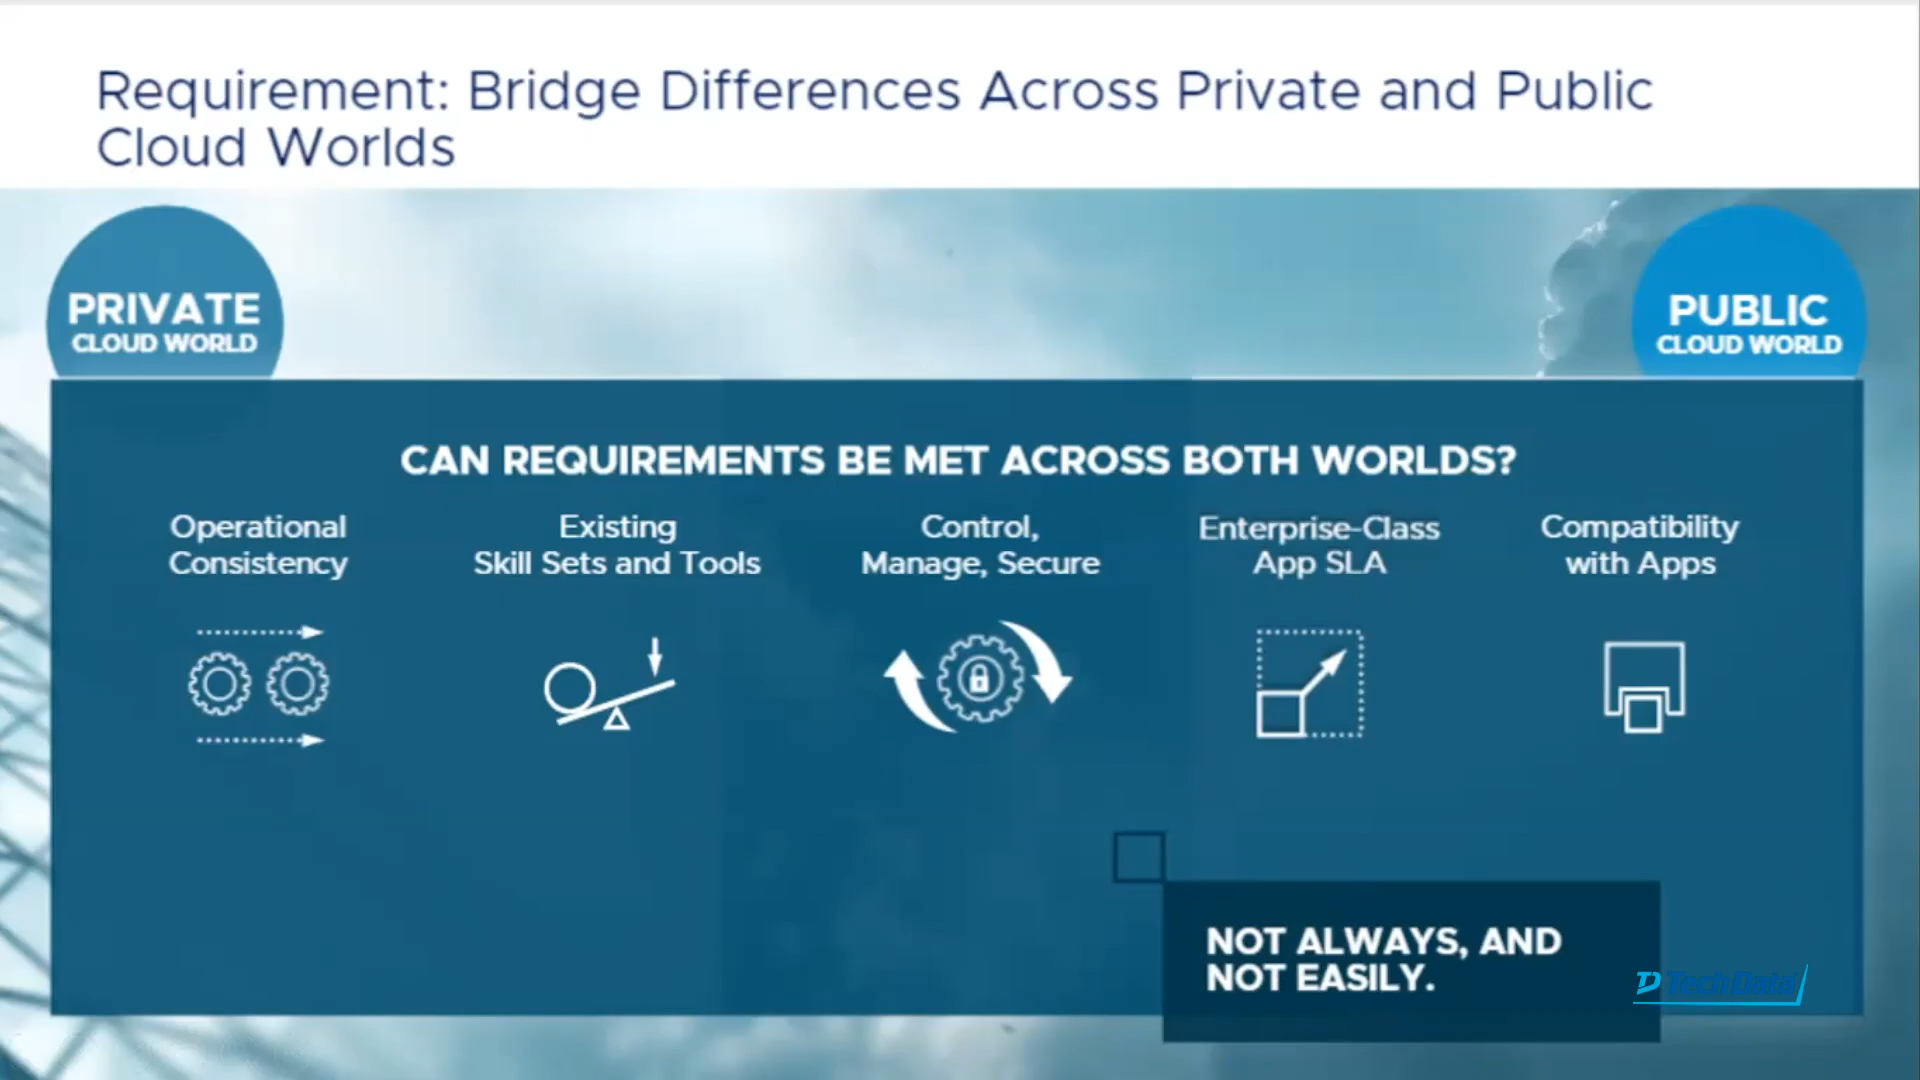 Requirement: Bridge Differences Across Private and Public
Cloud Worlds
PRIVATE
CLOUD WORLD
PUBLIC
CLOUD WORLD
CAN REQUIREMENTS BE MET ACROSS BOTH WORLDS?
Operational
Consistency
Existing
Skill Sets and Tools
Control,
Manage, Secure
Enterprise-Class
App SLA
Compatibility
with Apps
NOT ALWAYS, AND
NOT EASILY.
Tech Data